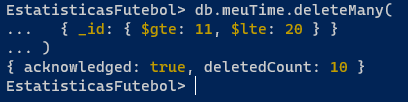 EstatisticasFutebol> db.meuTime.deleteMany(
...    { _id: { $gte: 11, $lte: 20 } }
... )
{ acknowledged: true, deletedCount: 10 }
EstatisticasFutebol>